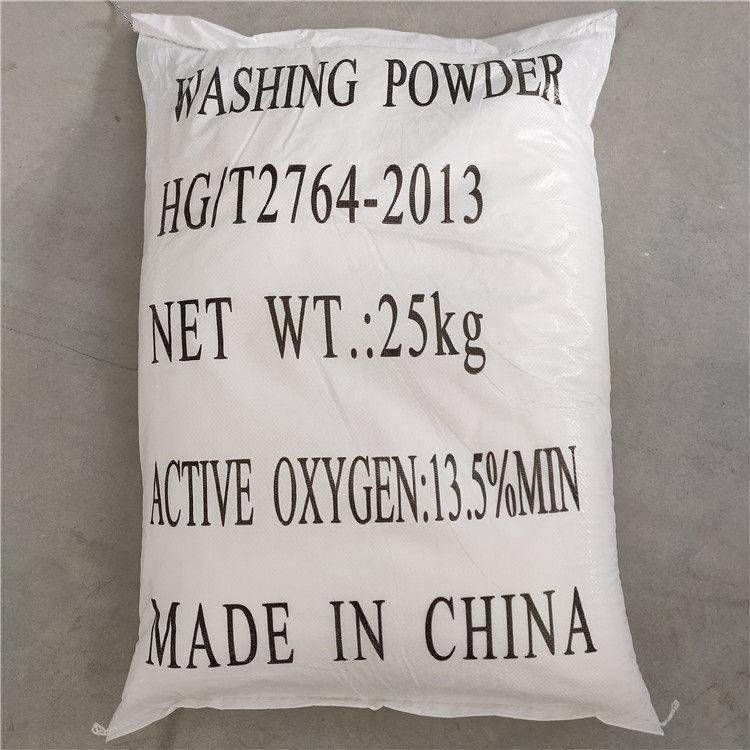 WASHING POWDER
HG/T2764-2013
NET WT.:25kg
ACTIVE OXYGEN:13.5%MIN
MADE IN CHINA